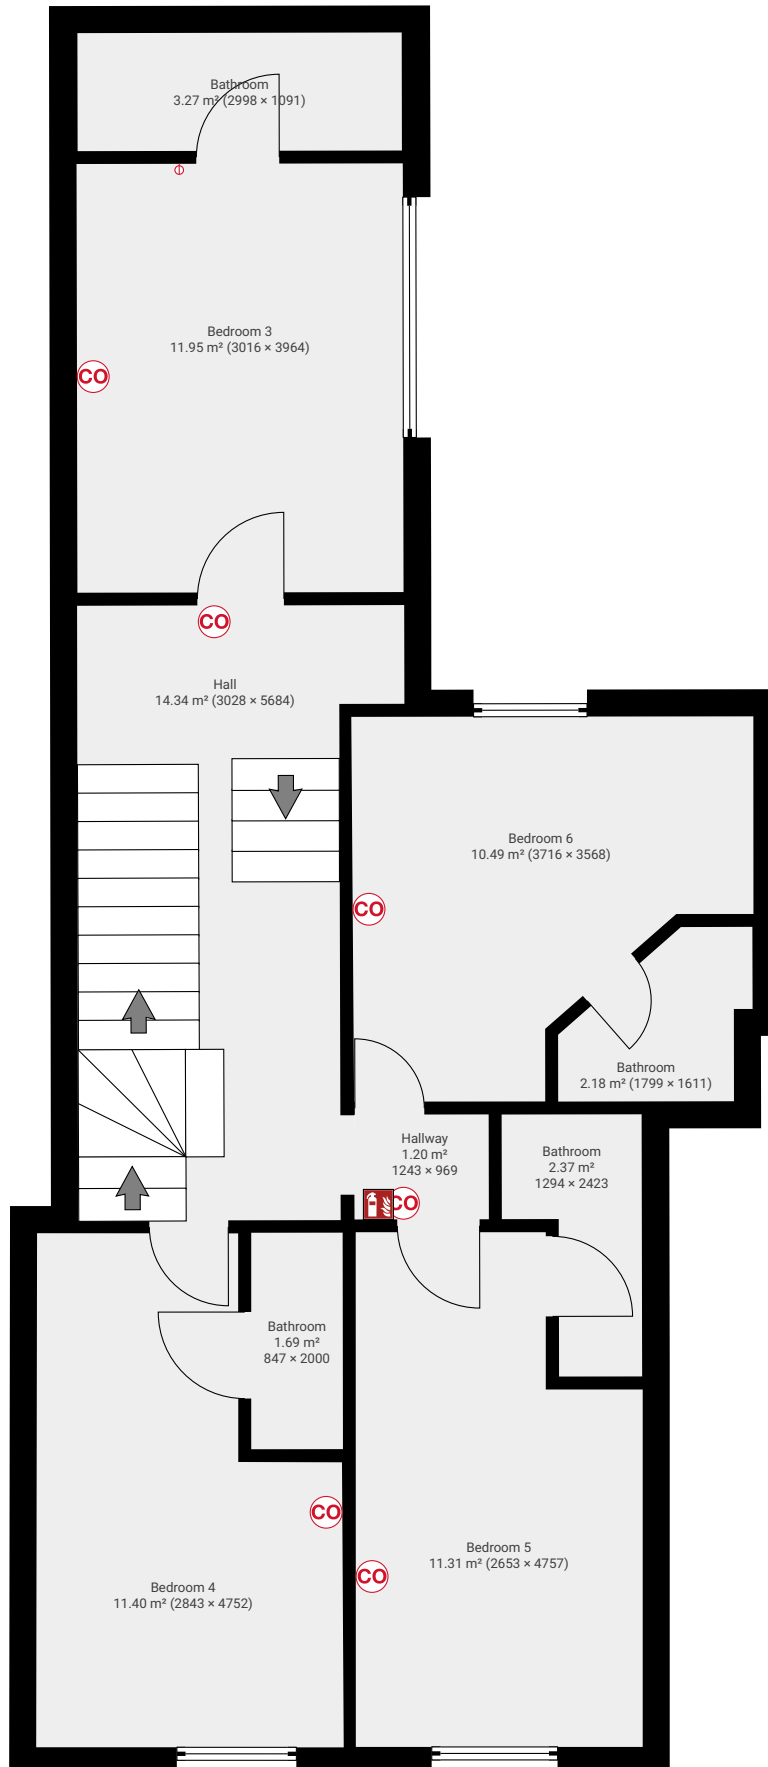 Bathroom
3.27 m² (2998 × 1091)
Bedroom 3
11.95 m² (3016 × 3964)
CO
CO
Hall
14.34 m² (3028 × 5684)
Bedroom 6
10.49 m² (3716 × 3568)
CO
Bathroom
2.18 m² (1799 × 1611)
Hallway
1.20 m²
1243 × 969
Bathroom
2.37 m²
1294 × 2423
CO
Bathroom
1.69 m²
847 × 2000
CO
Bedroom 5
11.31 m² (2653 × 4757)
CO
Bedroom 4
11.40 m² (2843 × 4752)